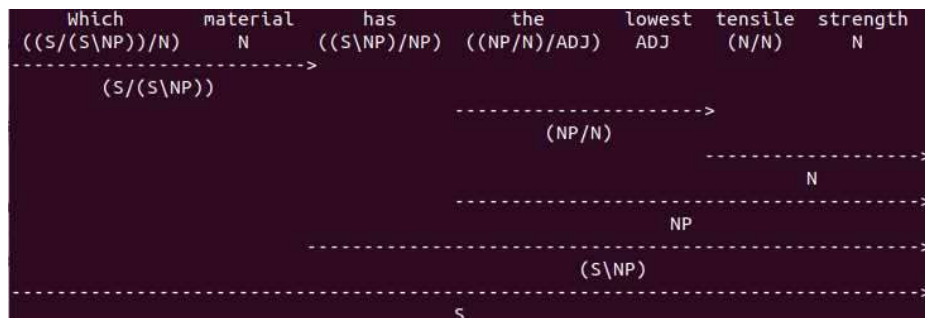 Which material has the lowest tensile strength
((S/(S\NP))/N) N ((S\NP)/NP) ((NP/N)/ADJ) ADJ (N/N) N
---------------------------->
(S/(S\NP))
----------------------->
(NP/N)
-------------------->
N
-------------------------------------------->
NP
---------------------------------------------------------->
(S\NP)
--------------------------------------------------------------------------------------->
S